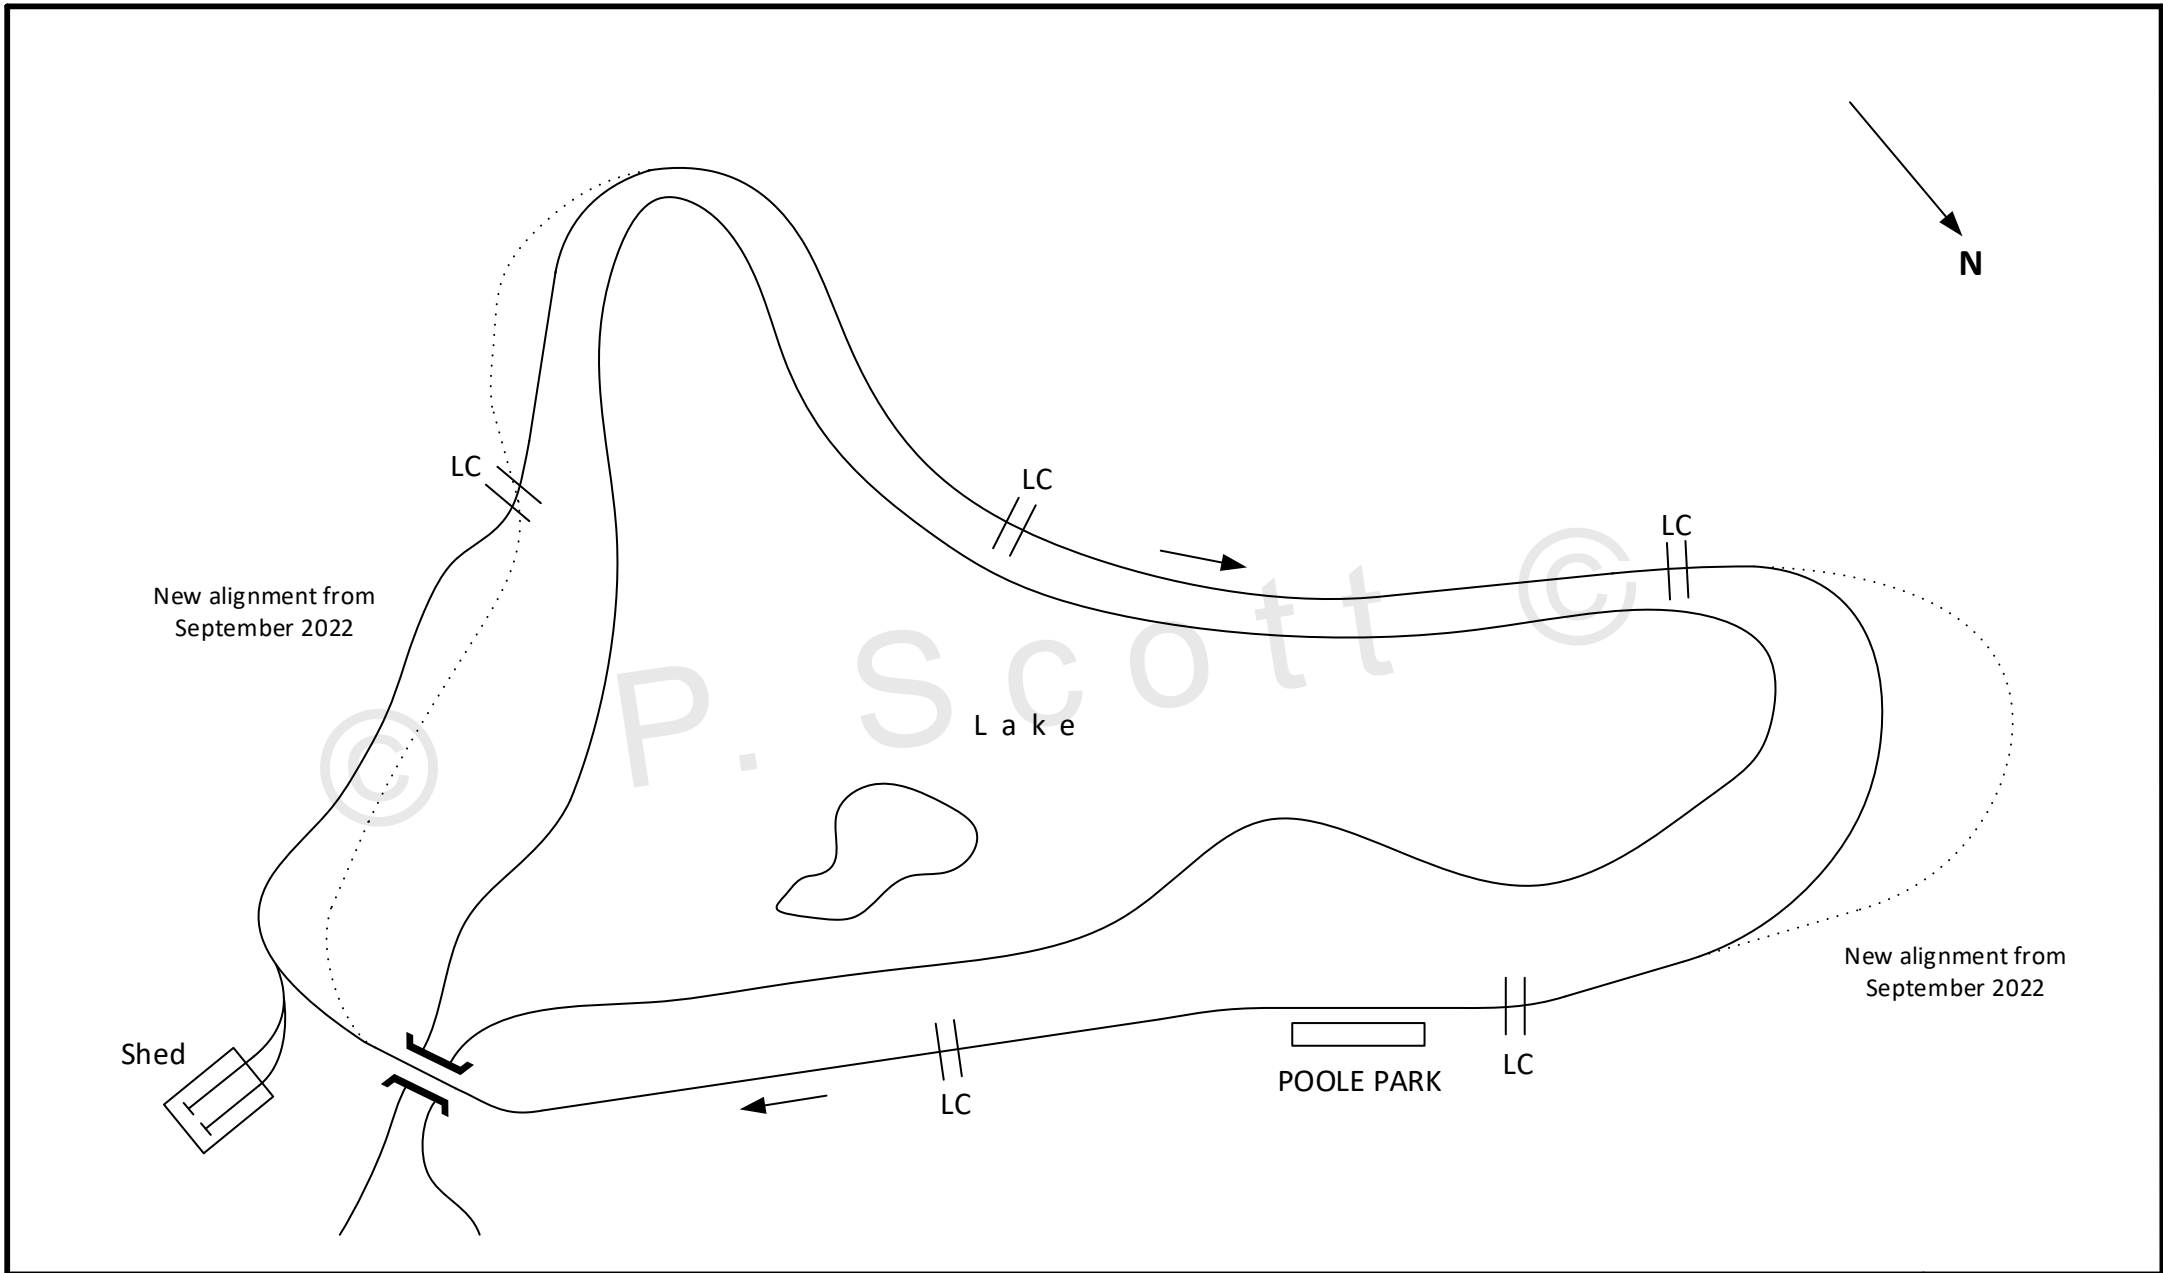 N
LC
LC
LC
New alignment from
September 2022
© P. Scott ©
Lake
New alignment from
September 2022
Shed
POOLE PARK
LC
LC